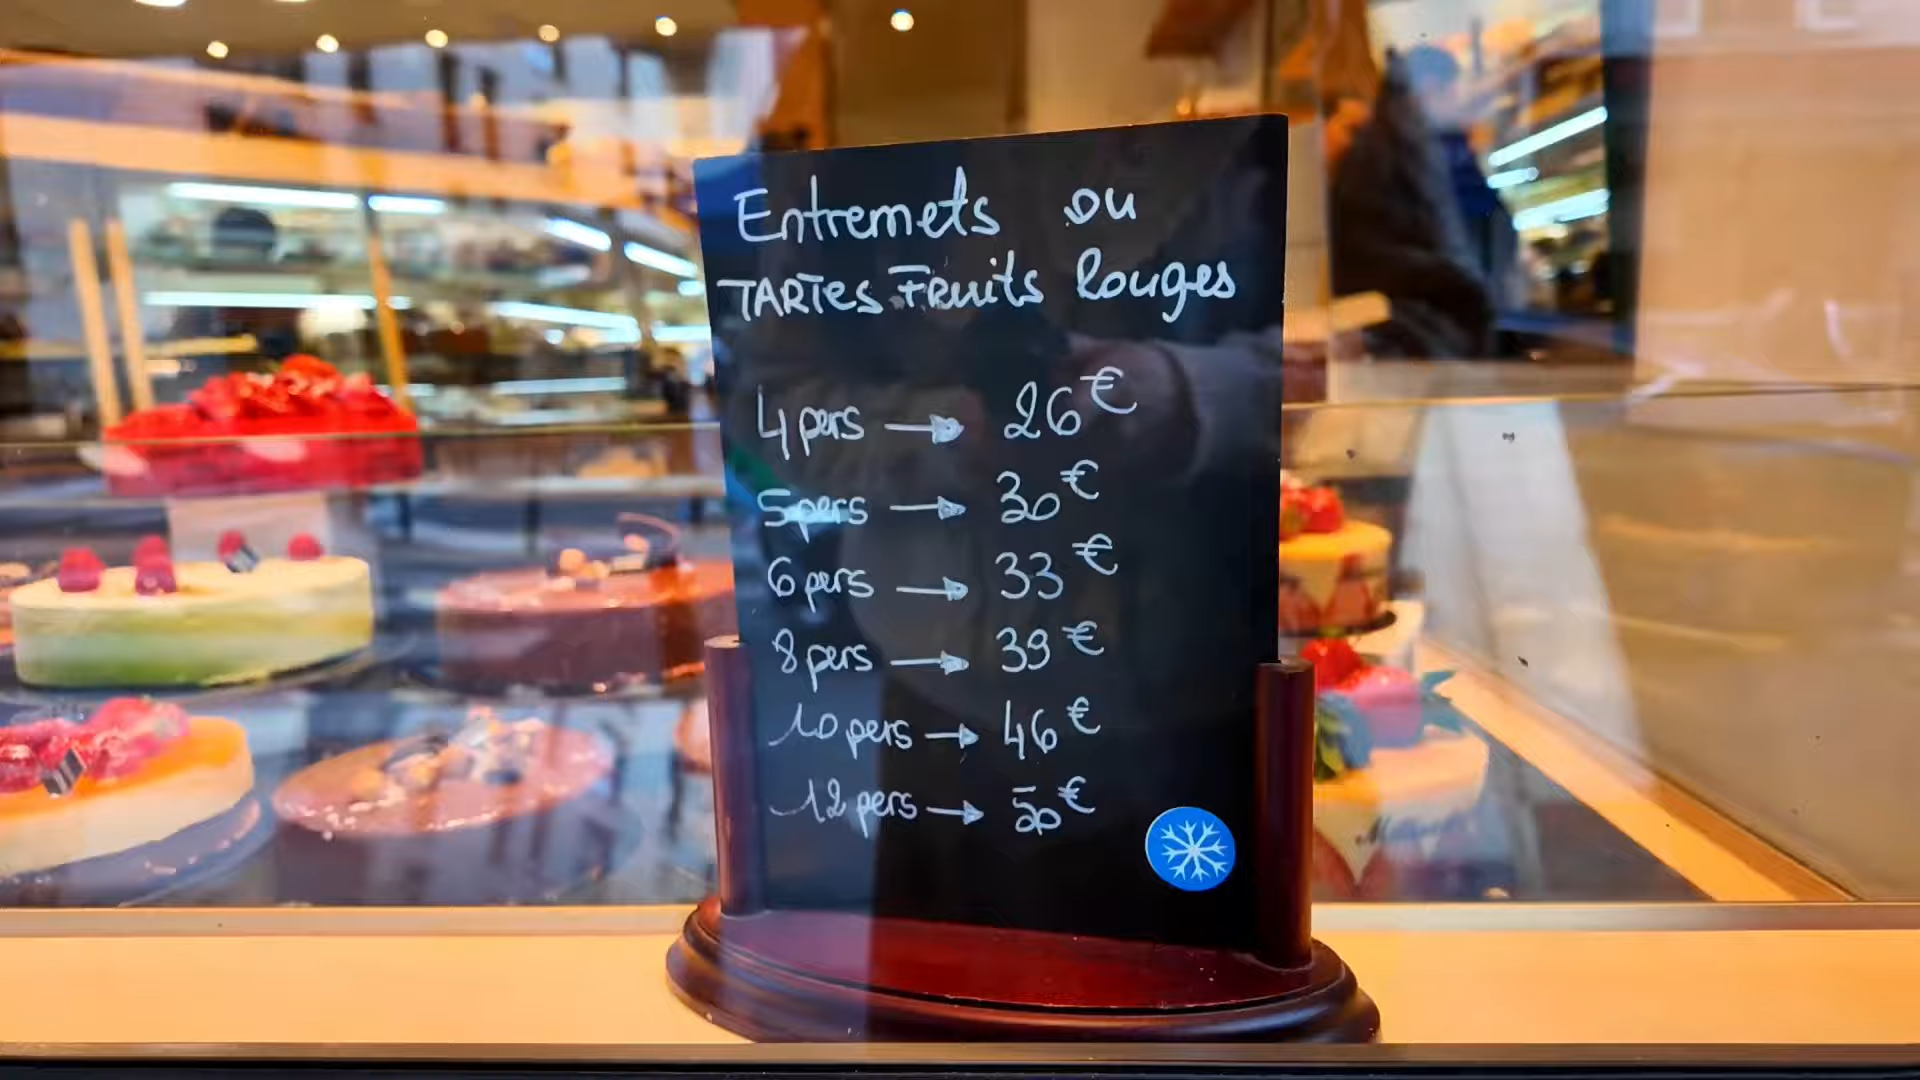 Entremets ou
TARTes Fruits Rouges
4 pers → 26€
5 pers → 30€
6 pers → 33€
8 pers → 39€
10 pers → 46€
12 pers → 50€